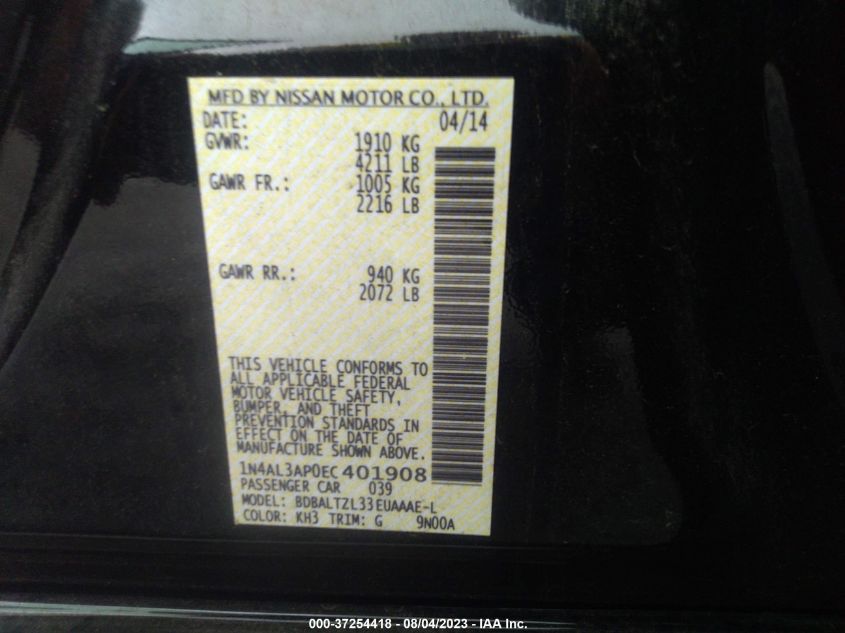 MFD BY NISSAN MOTOR CO., LTD.
DATE: 04/14
GVWR: 1910 KG
4211 LB
GAWR FR.: 1005 KG
2216 LB
GAWR RR.: 940 KG
2072 LB
THIS VEHICLE CONFORMS TO
ALL APPLICABLE FEDERAL
MOTOR VEHICLE SAFETY,
BUMPER, AND THEFT
PREVENTION STANDARDS IN
EFFECT ON THE DATE OF
MANUFACTURE SHOWN ABOVE.
1N4AL3AP0EC401908
PASSENGER CAR 039
MODEL: BDBALTZL33EUAAAE-L
COLOR: KH3 TRIM: G 9N00A
000-37254418 - 08/04/2023 - IAA Inc.